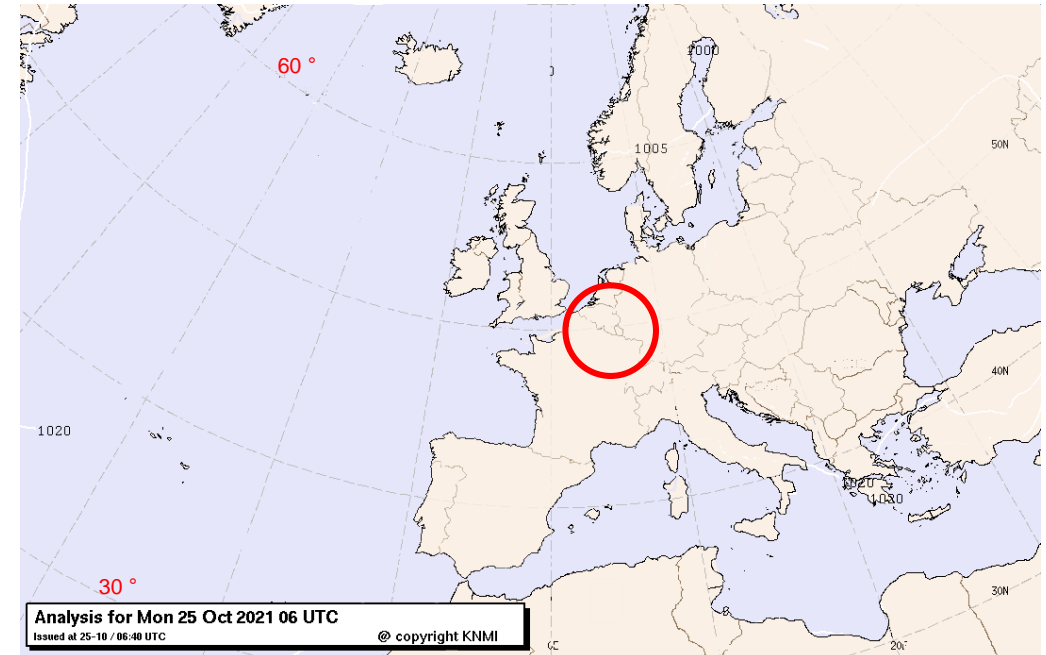 1000
60 °
1005
50N
40N
1020
1020
1020
30 °
30N
Analysis for Mon 25 Oct 2021 06 UTC
Issued at 25-10 / 06:40 UTC
@ copyright KNMI